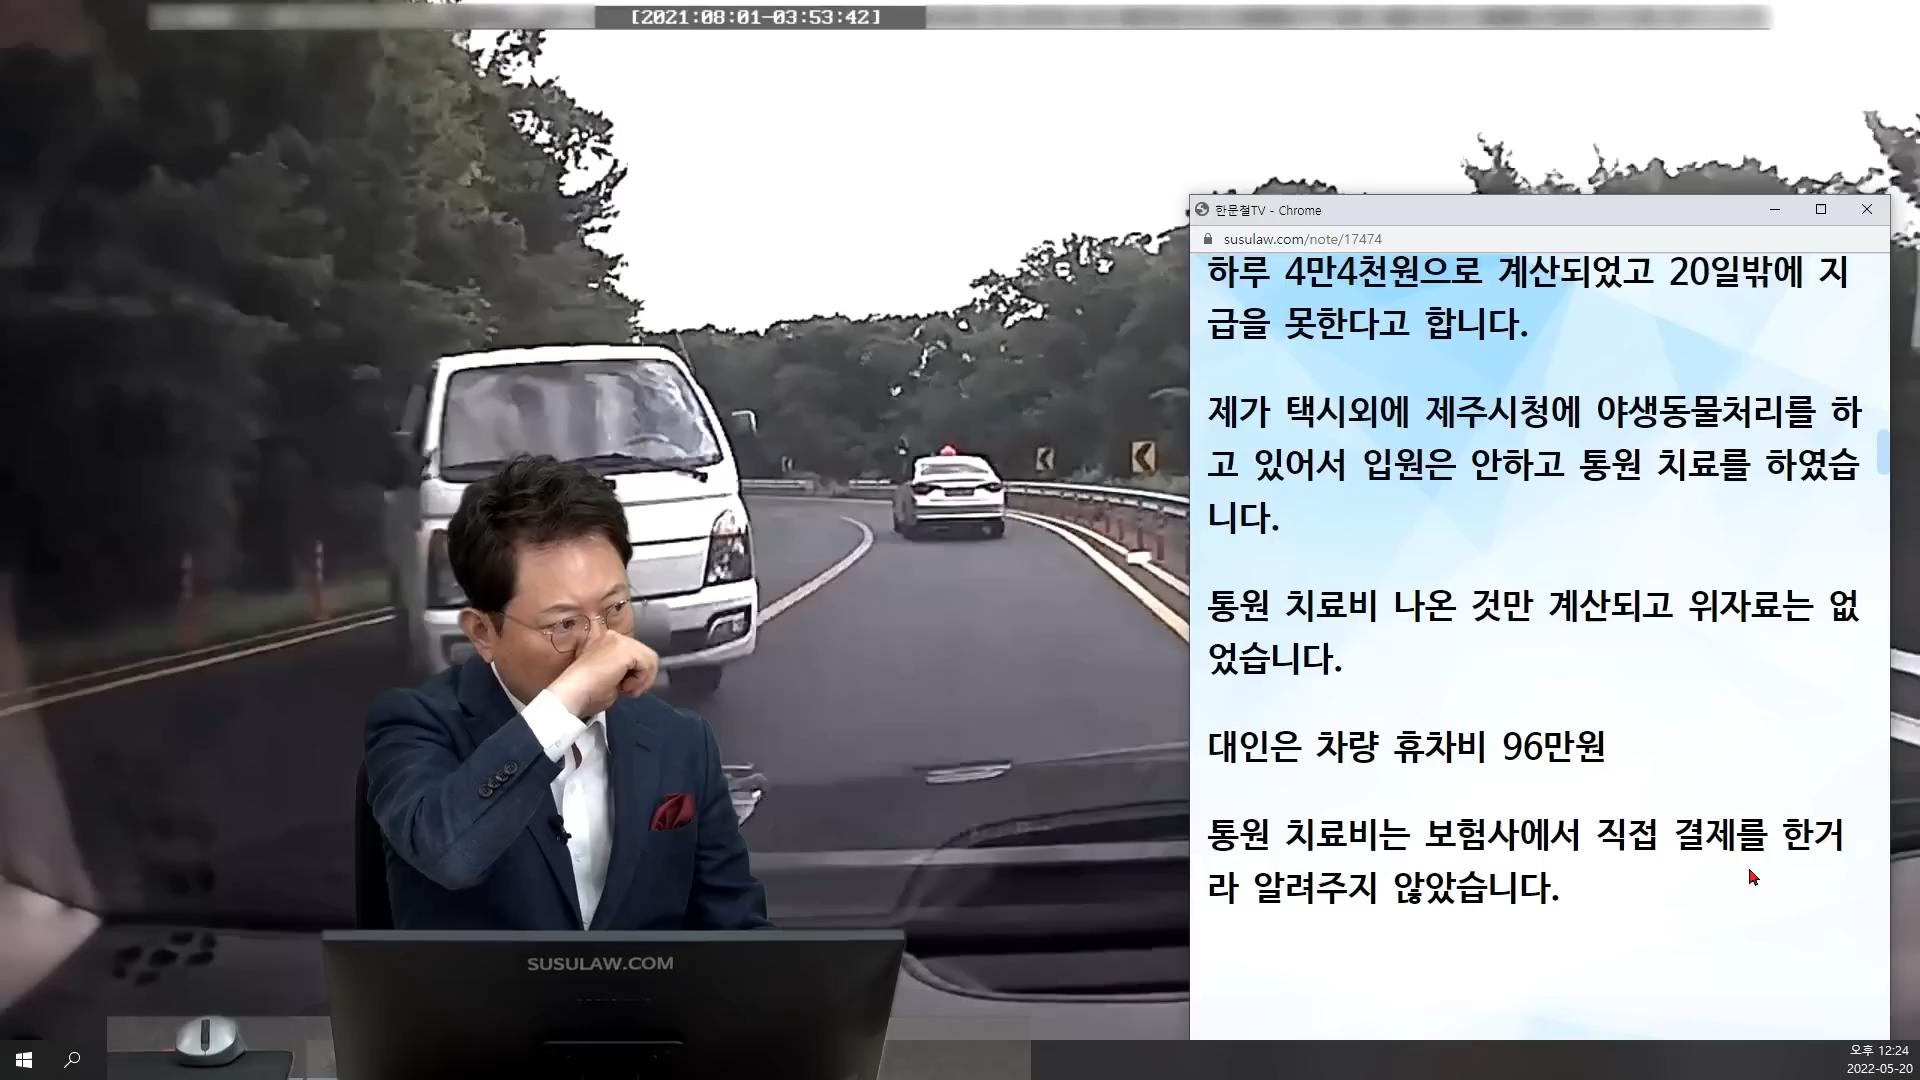 [2021:08:01-03:53:42]
한문철TV - Chrome
susulaw.com/note/17474
하루 4만4천원으로 계산되었고 20일밖에 지
급을 못한다고 합니다.
제가 택시외에 제주시청에 야생동물처리를 하
고 있어서 입원은 안하고 통원 치료를 하였습
니다.
통원 치료비 나온 것만 계산되고 위자료는 없
었습니다.
대인은 차량 휴차비 96만원
통원 치료비는 보험사에서 직접 결제를 한거
라 알려주지 않았습니다.
SUSULAW.COM
오후 12:24
2022-05-20